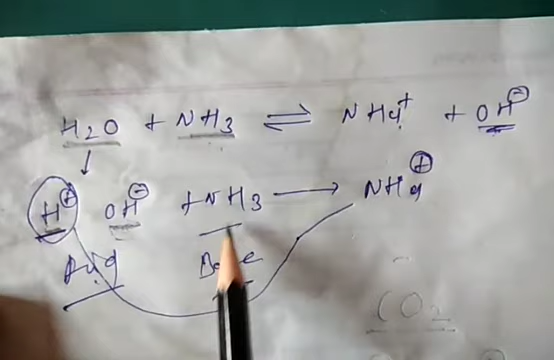 H2O + NH3 ⇌ NH4+ + OH⊖
H⊕ OH⊖ + NH3 → NH4⊕
Acid Base
CO2